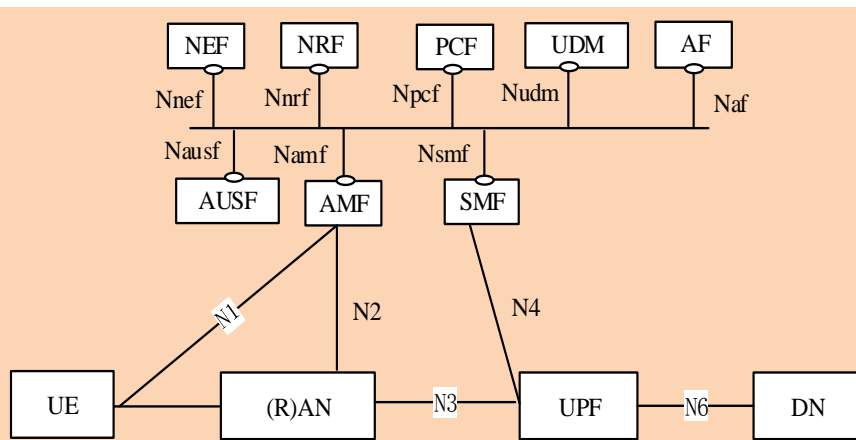 NEF NRF PCF UDM AF
Nnef Nnrf Npcf Nudm Naf
Nausf Namf Nsmf
AUSF AMF SMF
N1 N2 N4
UE (R)AN N3 UPF N6 DN